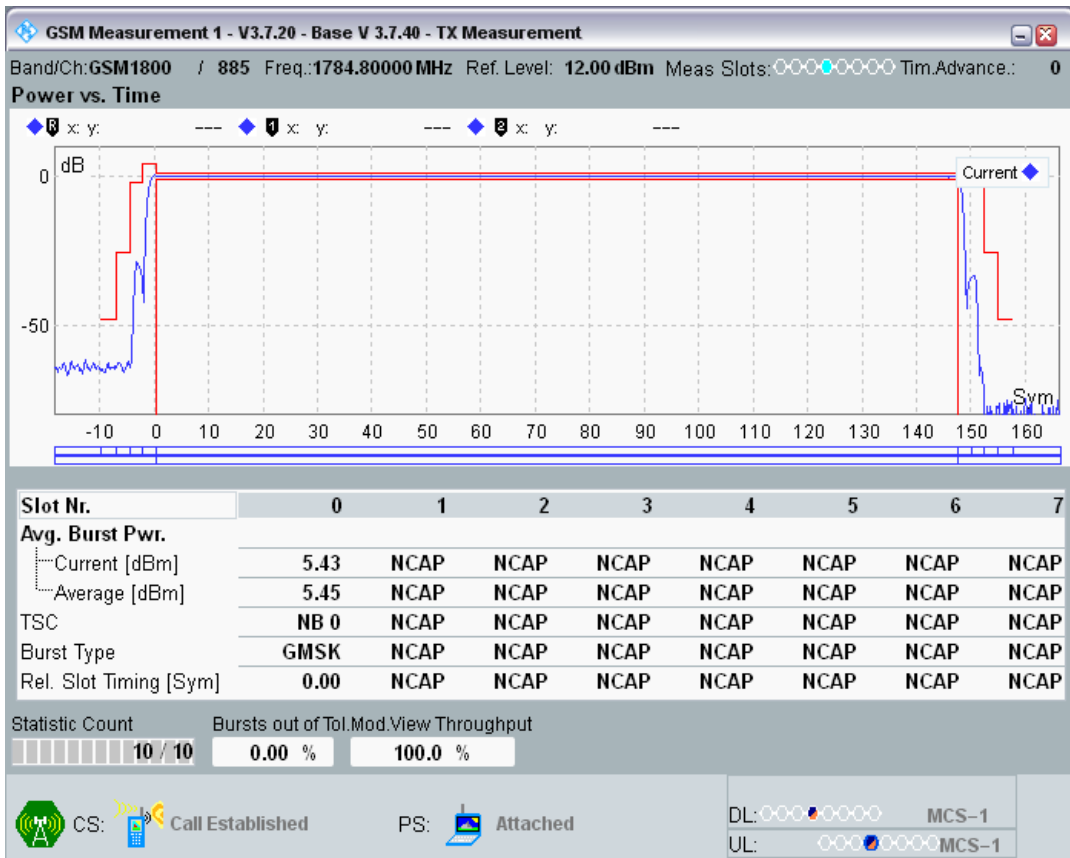 GSM Measurement 1 - V3.7.20 - Base V 3.7.40 - TX Measurement
Band/Ch:GSM1800 / 885 Freq.:1784.80000 MHz Ref. Level: 12.00 dBm Meas Slots: Tim.Advance.: 0
Power vs. Time
R x: y: --- 1 x: y: --- 2 x: y: ---
dB
Current
0
-50
Sym
-10 0 10 20 30 40 50 60 70 80 90 100 110 120 130 140 150 160
Slot Nr. 0 1 2 3 4 5 6 7
Avg. Burst Pwr.
Current [dBm] 5.43 NCAP NCAP NCAP NCAP NCAP NCAP NCAP
Average [dBm] 5.45 NCAP NCAP NCAP NCAP NCAP NCAP NCAP
TSC NB 0 NCAP NCAP NCAP NCAP NCAP NCAP NCAP
Burst Type GMSK NCAP NCAP NCAP NCAP NCAP NCAP NCAP
Rel. Slot Timing [Sym] 0.00 NCAP NCAP NCAP NCAP NCAP NCAP NCAP
Statistic Count Bursts out of Tol.Mod.View Throughput
10 / 10 0.00 % 100.0 %
CS: Call Established PS: Attached
DL: MCS-1
UL: MCS-1